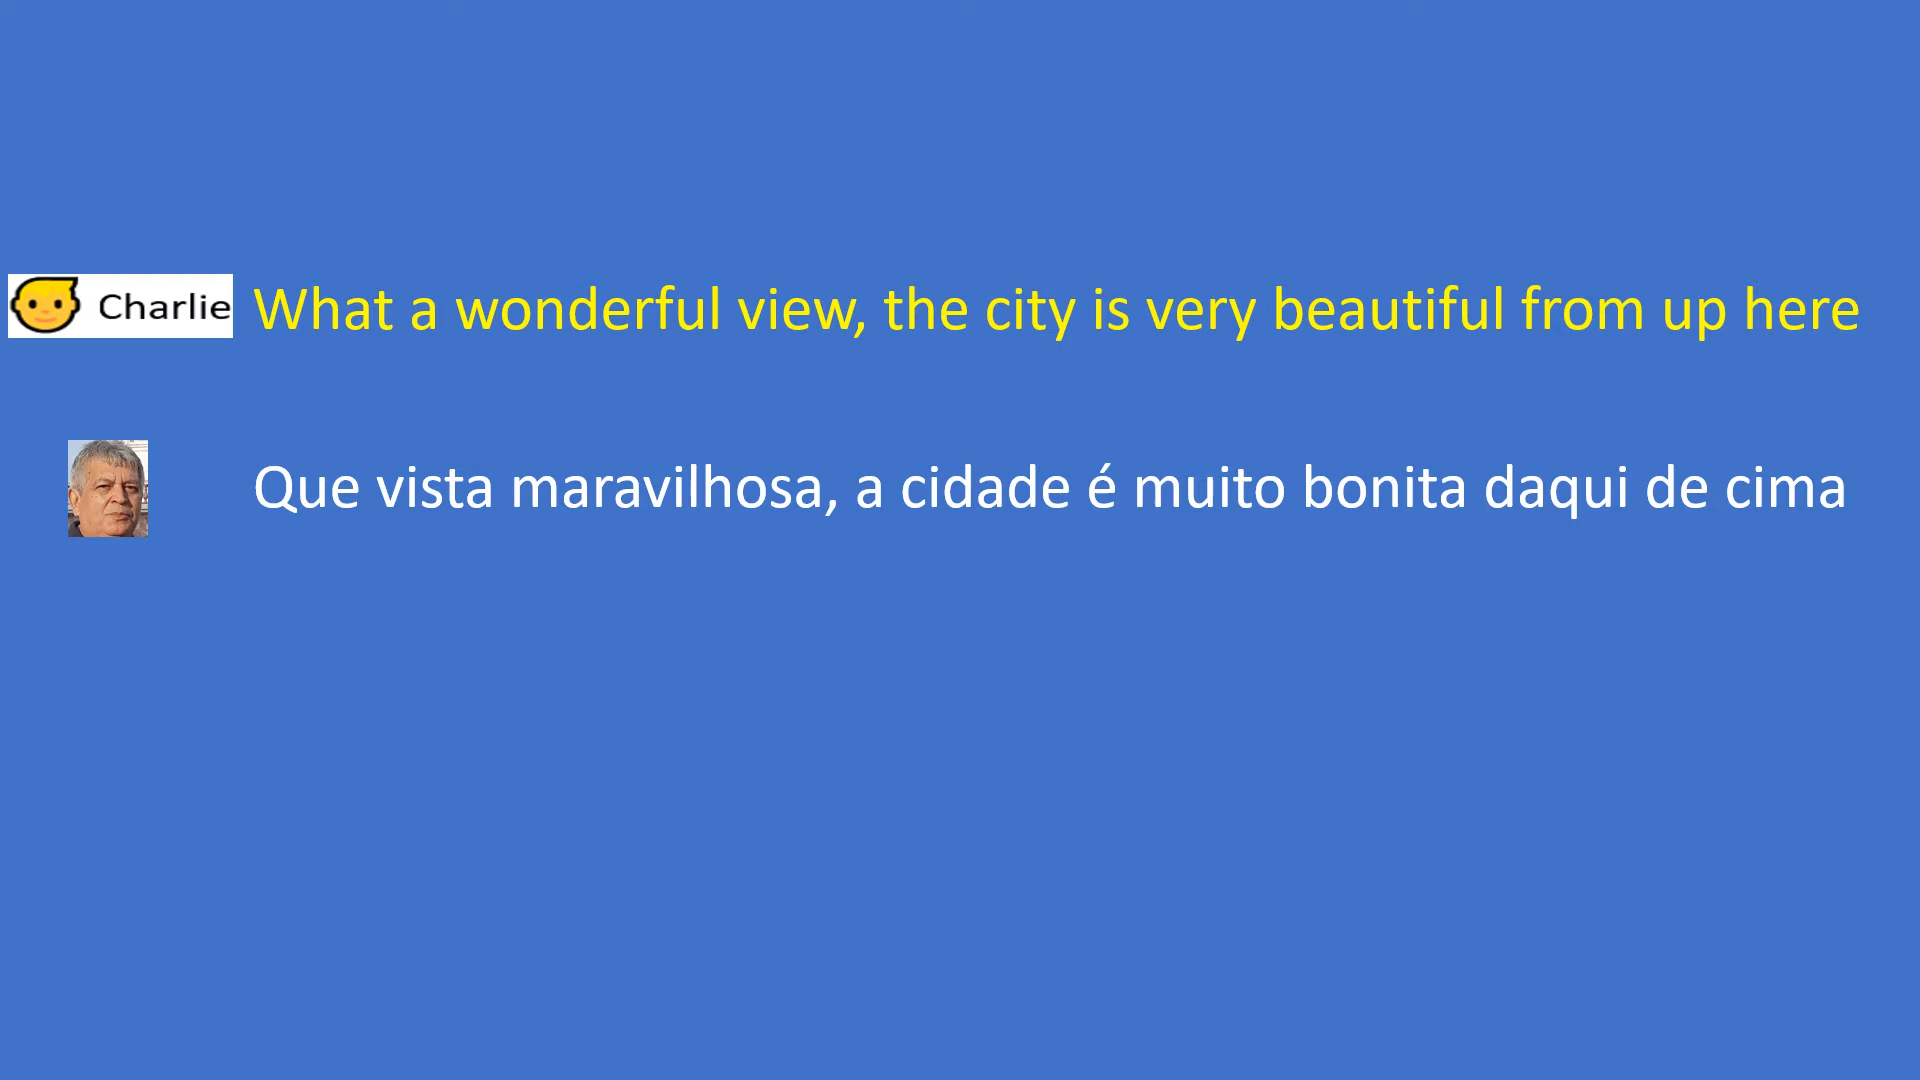 Charlie What a wonderful view, the city is very beautiful from up here
Que vista maravilhosa, a cidade é muito bonita daqui de cima